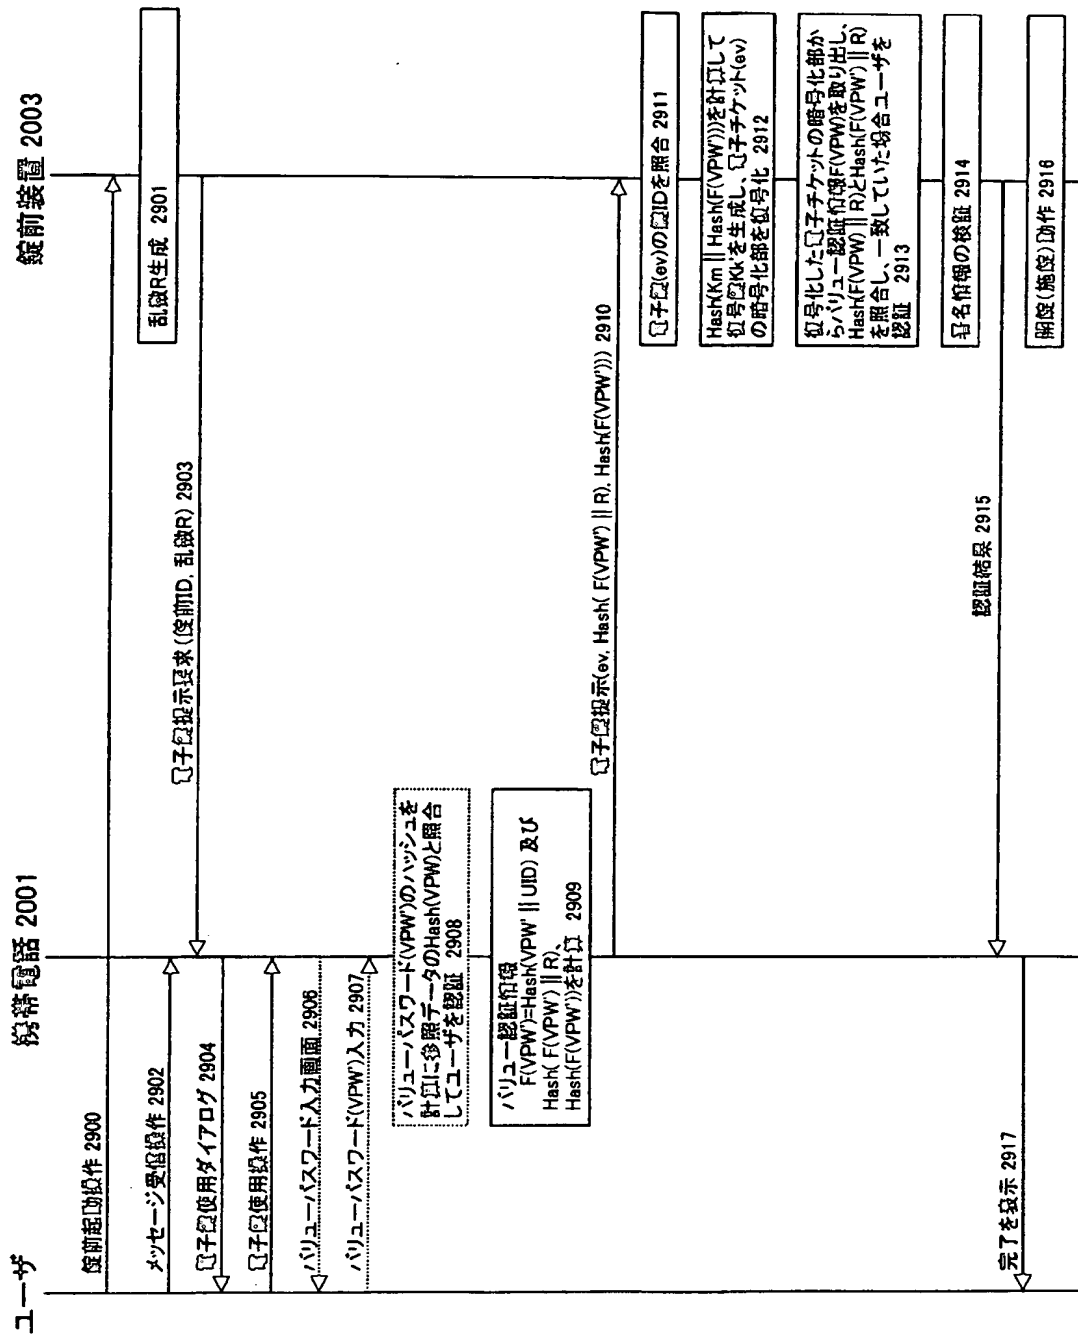 ユーザ
携帯電話 2001
錠前装置 2003
錠前起動操作 2900
乱数R生成 2901
メッセージ受信操作 2902
電子鍵提示要求(錠前ID, 乱数R) 2903
電子鍵使用ダイアログ 2904
電子鍵使用操作 2905
バリューパスワード入力画面 2906
バリューパスワード(VPW')入力 2907
バリューパスワード(VPW')のハッシュを
計算に参照データのHash(VPW)と照合
してユーザを認証 2908
バリュー認証情報
F(VPW')=Hash(VPW' || UID) 及び
Hash( F(VPW') || R)、
Hash(F(VPW'))を計算 2909
電子鍵提示(ev, Hash( F(VPW') || R), Hash(F(VPW'))) 2910
電子鍵(ev)の鍵IDを照合 2911
Hash(Km || Hash(F(VPW')))を計算して
復号鍵Kk'を生成し、電子チケット(ev)
の暗号化部を復号化 2912
復号化した電子チケットの暗号化部か
らバリュー認証情報F(VPW)を取り出し、
Hash(F(VPW) || R)とHash(F(VPW') || R)
を照合し、一致していた場合ユーザを
認証 2913
署名情報の検証 2914
認証結果 2915
開錠(施錠)動作 2916
完了を表示 2917